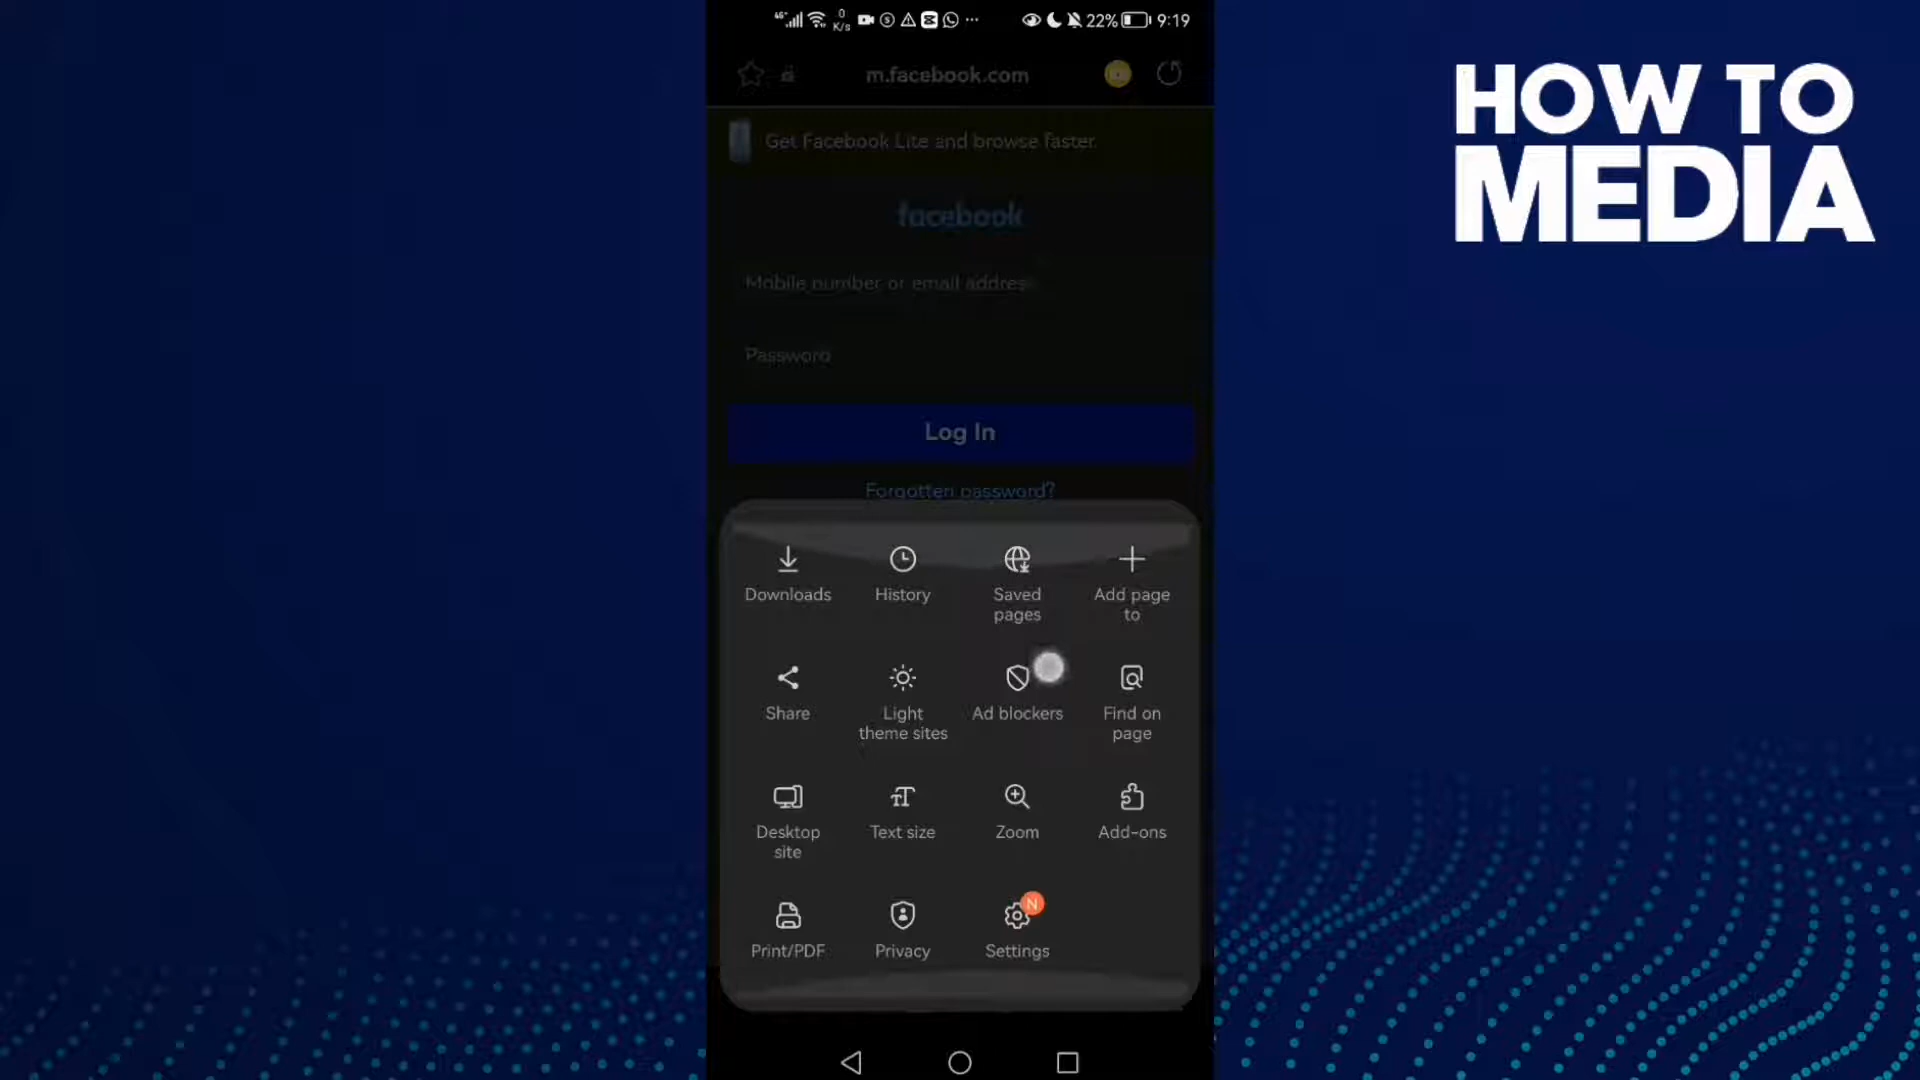 HOW TO
MEDIA
4G
0
K/s
22%
9:19
m.facebook.com
Get Facebook Lite and browse faster.
facebook
Mobile number or email address
Password
Log In
Forgotten password?
Downloads
History
Saved
pages
Add page
to
Share
Light
theme sites
Ad blockers
Find on
page
Desktop
site
Text size
Zoom
Add-ons
Print/PDF
Privacy
N
Settings